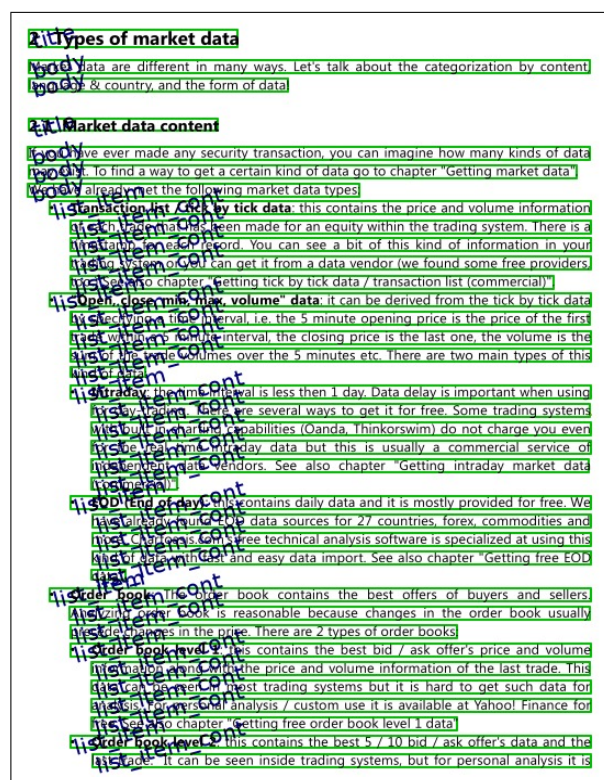 2. Types of market data
Market data are different in many ways. Let's talk about the categorization by content,
language & country, and the form of data!
2.1. Market data content
If you have ever made any security transaction, you can imagine how many kinds of data
may exist. To find a way to get a certain kind of data go to chapter "Getting market data".
We have already met the following market data types:
Transaction list / tick by tick data: this contains the price and volume information
of each trade that has been made for an equity within the trading system. There is a
timestamp for each record. You can see a bit of this kind of information in your
trading system or you can get it from a data vendor (we found some free providers,
too). See also chapter "Getting tick by tick data / transaction list (commercial)".
"Open, close, min, max, volume" data: it can be derived from the tick by tick data
by specifying a time interval, i.e. the 5 minute opening price is the price of the first
trade within a 5 minute interval, the closing price is the last one, the volume is the
sum of the trade volumes over the 5 minutes etc. There are two main types of this
kind of data:
Intraday: the time interval is less then 1 day. Data delay is important when using
for day-trading. There are several ways to get it for free. Some trading systems
with built in charting capabilities (Oanda, Thinkorswim) do not charge you even
for the real time intraday data but this is usually a commercial service of
independent data vendors. See also chapter "Getting intraday market data
(commercial)".
EOD (End of day): this contains daily data and it is mostly provided for free. We
have already found EOD data sources for 27 countries, forex, commodities and
more. Chartoasis.com's free technical analysis software is specialized at using this
kind of data with fast and easy data import. See also chapter "Getting free EOD
data".
Order book: The order book contains the best offers of buyers and sellers.
Analyzing order book is reasonable because changes in the order book usually
precede changes in the price. There are 2 types of order books:
Order book level 1: this contains the best bid / ask offer's price and volume
information along with the price and volume information of the last trade. This
data can be seen in most trading systems but it is hard to get such data for
analysis. For personal analysis / custom use it is available at Yahoo! Finance for
free. See also chapter "Getting free order book level 1 data".
Order book level 2: this contains the best 5 / 10 bid / ask offer's data and the
last trade. It can be seen inside trading systems, but for personal analysis it is